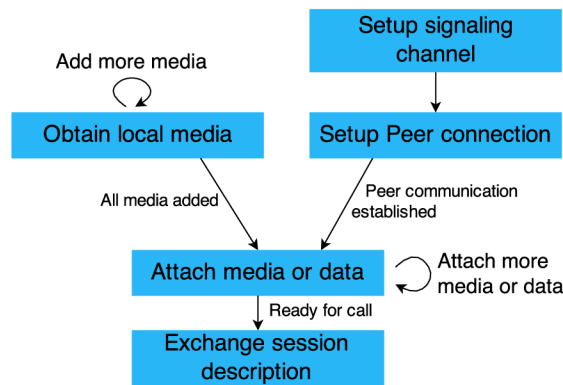 Setup signaling
channel
Add more media
Obtain local media
Setup Peer connection
All media added
Peer communication
established
Attach media or data
Attach more
media or data
Ready for call
Exchange session
description